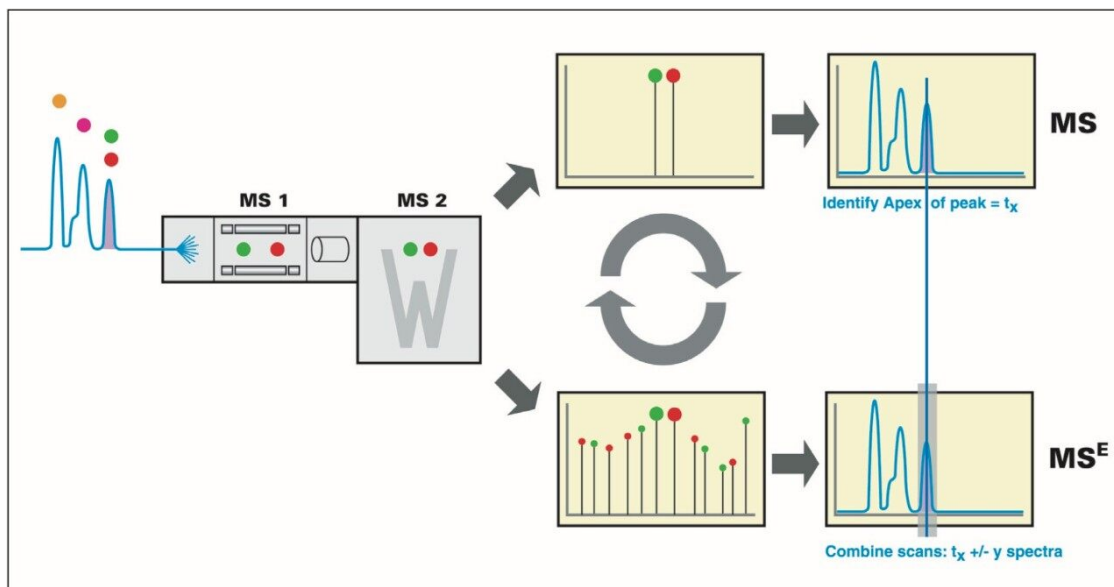 MS 1
MS 2
W
Identify Apex of peak = tx
MS
Combine scans: tx +/- y spectra
MSE